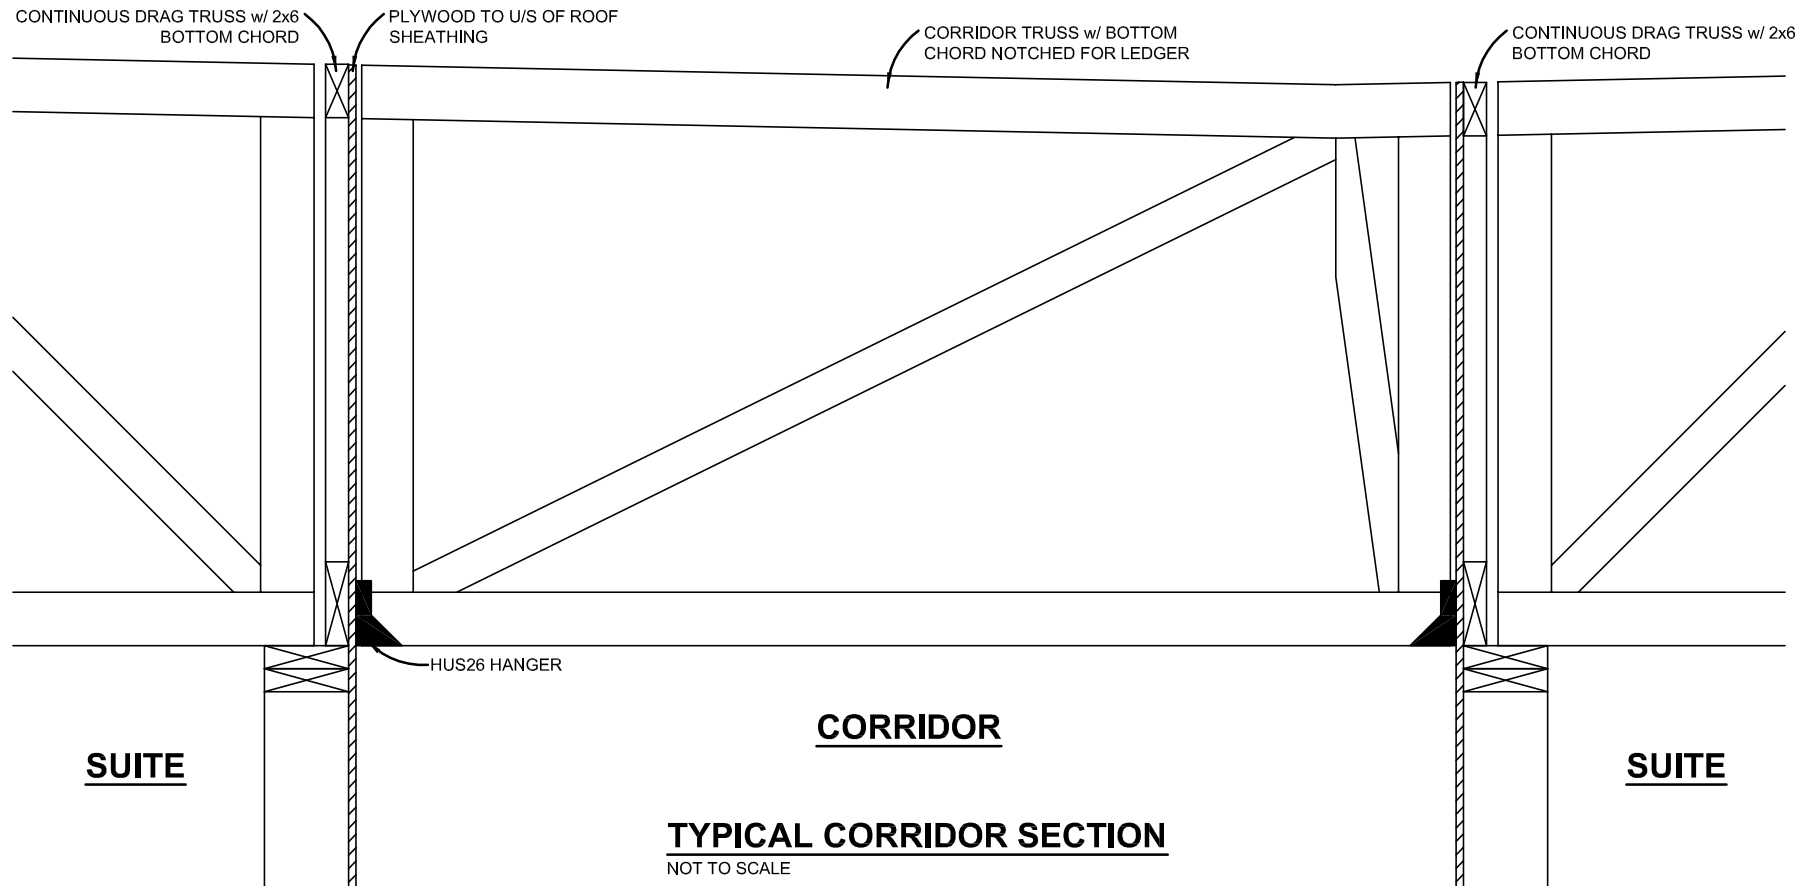 CONTINUOUS DRAG TRUSS w/ 2x6
BOTTOM CHORD
PLYWOOD TO U/S OF ROOF
SHEATHING
CORRIDOR TRUSS w/ BOTTOM
CHORD NOTCHED FOR LEDGER
CONTINUOUS DRAG TRUSS w/ 2x6
BOTTOM CHORD
HUS26 HANGER
CORRIDOR
SUITE
SUITE
TYPICAL CORRIDOR SECTION
NOT TO SCALE